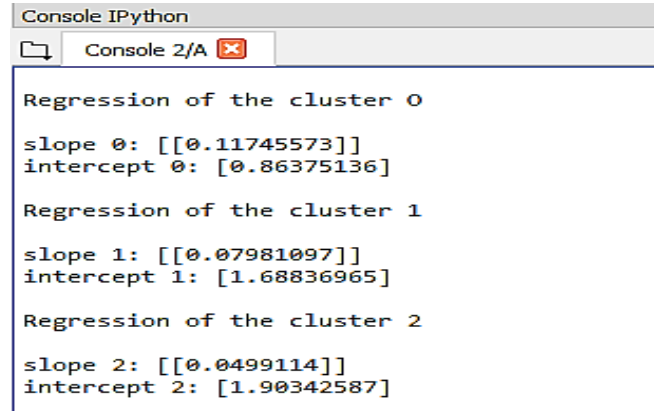 Console IPython
Console 2/A
Regression of the cluster O
slope 0: [[0.11745573]]
intercept 0: [0.86375136]
Regression of the cluster 1
slope 1: [[0.07981097]]
intercept 1: [1.68836965]
Regression of the cluster 2
slope 2: [[0.0499114]]
intercept 2: [1.90342587]